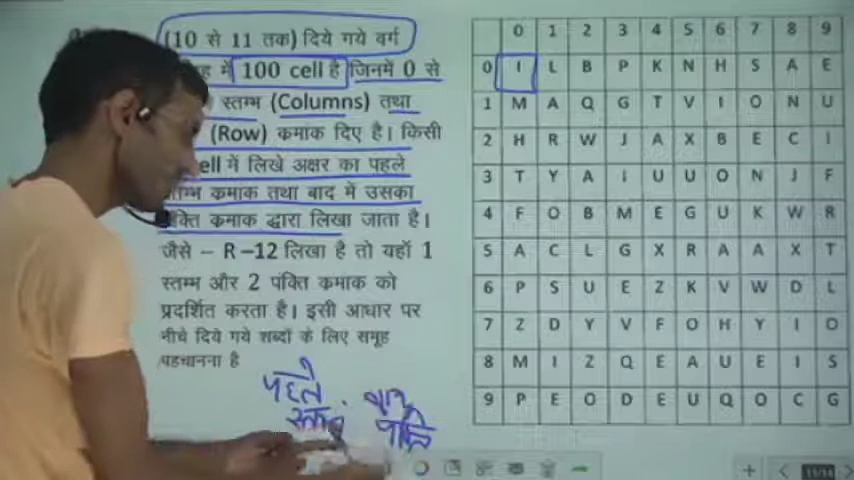 (10 से 11 तक) दिये गये वर्ग
में 100 cell है जिनमें 0 से
स्तम्भ (Columns) तथा
(Row) कमांक दिए है। किसी
ell में लिखे अक्षर का पहले
कमांक तथा बाद में उसका
कमाक द्वारा लिखा जाता है।
जैसे – R –12 लिखा है तो यहाँ 1
स्तम्भ और 2 पंक्ति कमाक को
प्रदर्शित करता है। इसी आधार पर
नीचे दिये गये शब्दों के लिए समूह
पहचानना है
पहले
0 1 2 3 4 5 6 7 8 9
0 I L B P K N H S A E
1 M A Q G T V I O N U
2 H R W J A X B E C I
3 T Y A I U U O N J F
4 F O B M E G U K W R
5 A C L G X R A A X T
6 P S U E Z K V W D L
7 Z D Y V F O H Y I O
8 M I Z Q E A U E I S
9 P E O D E U Q O C G